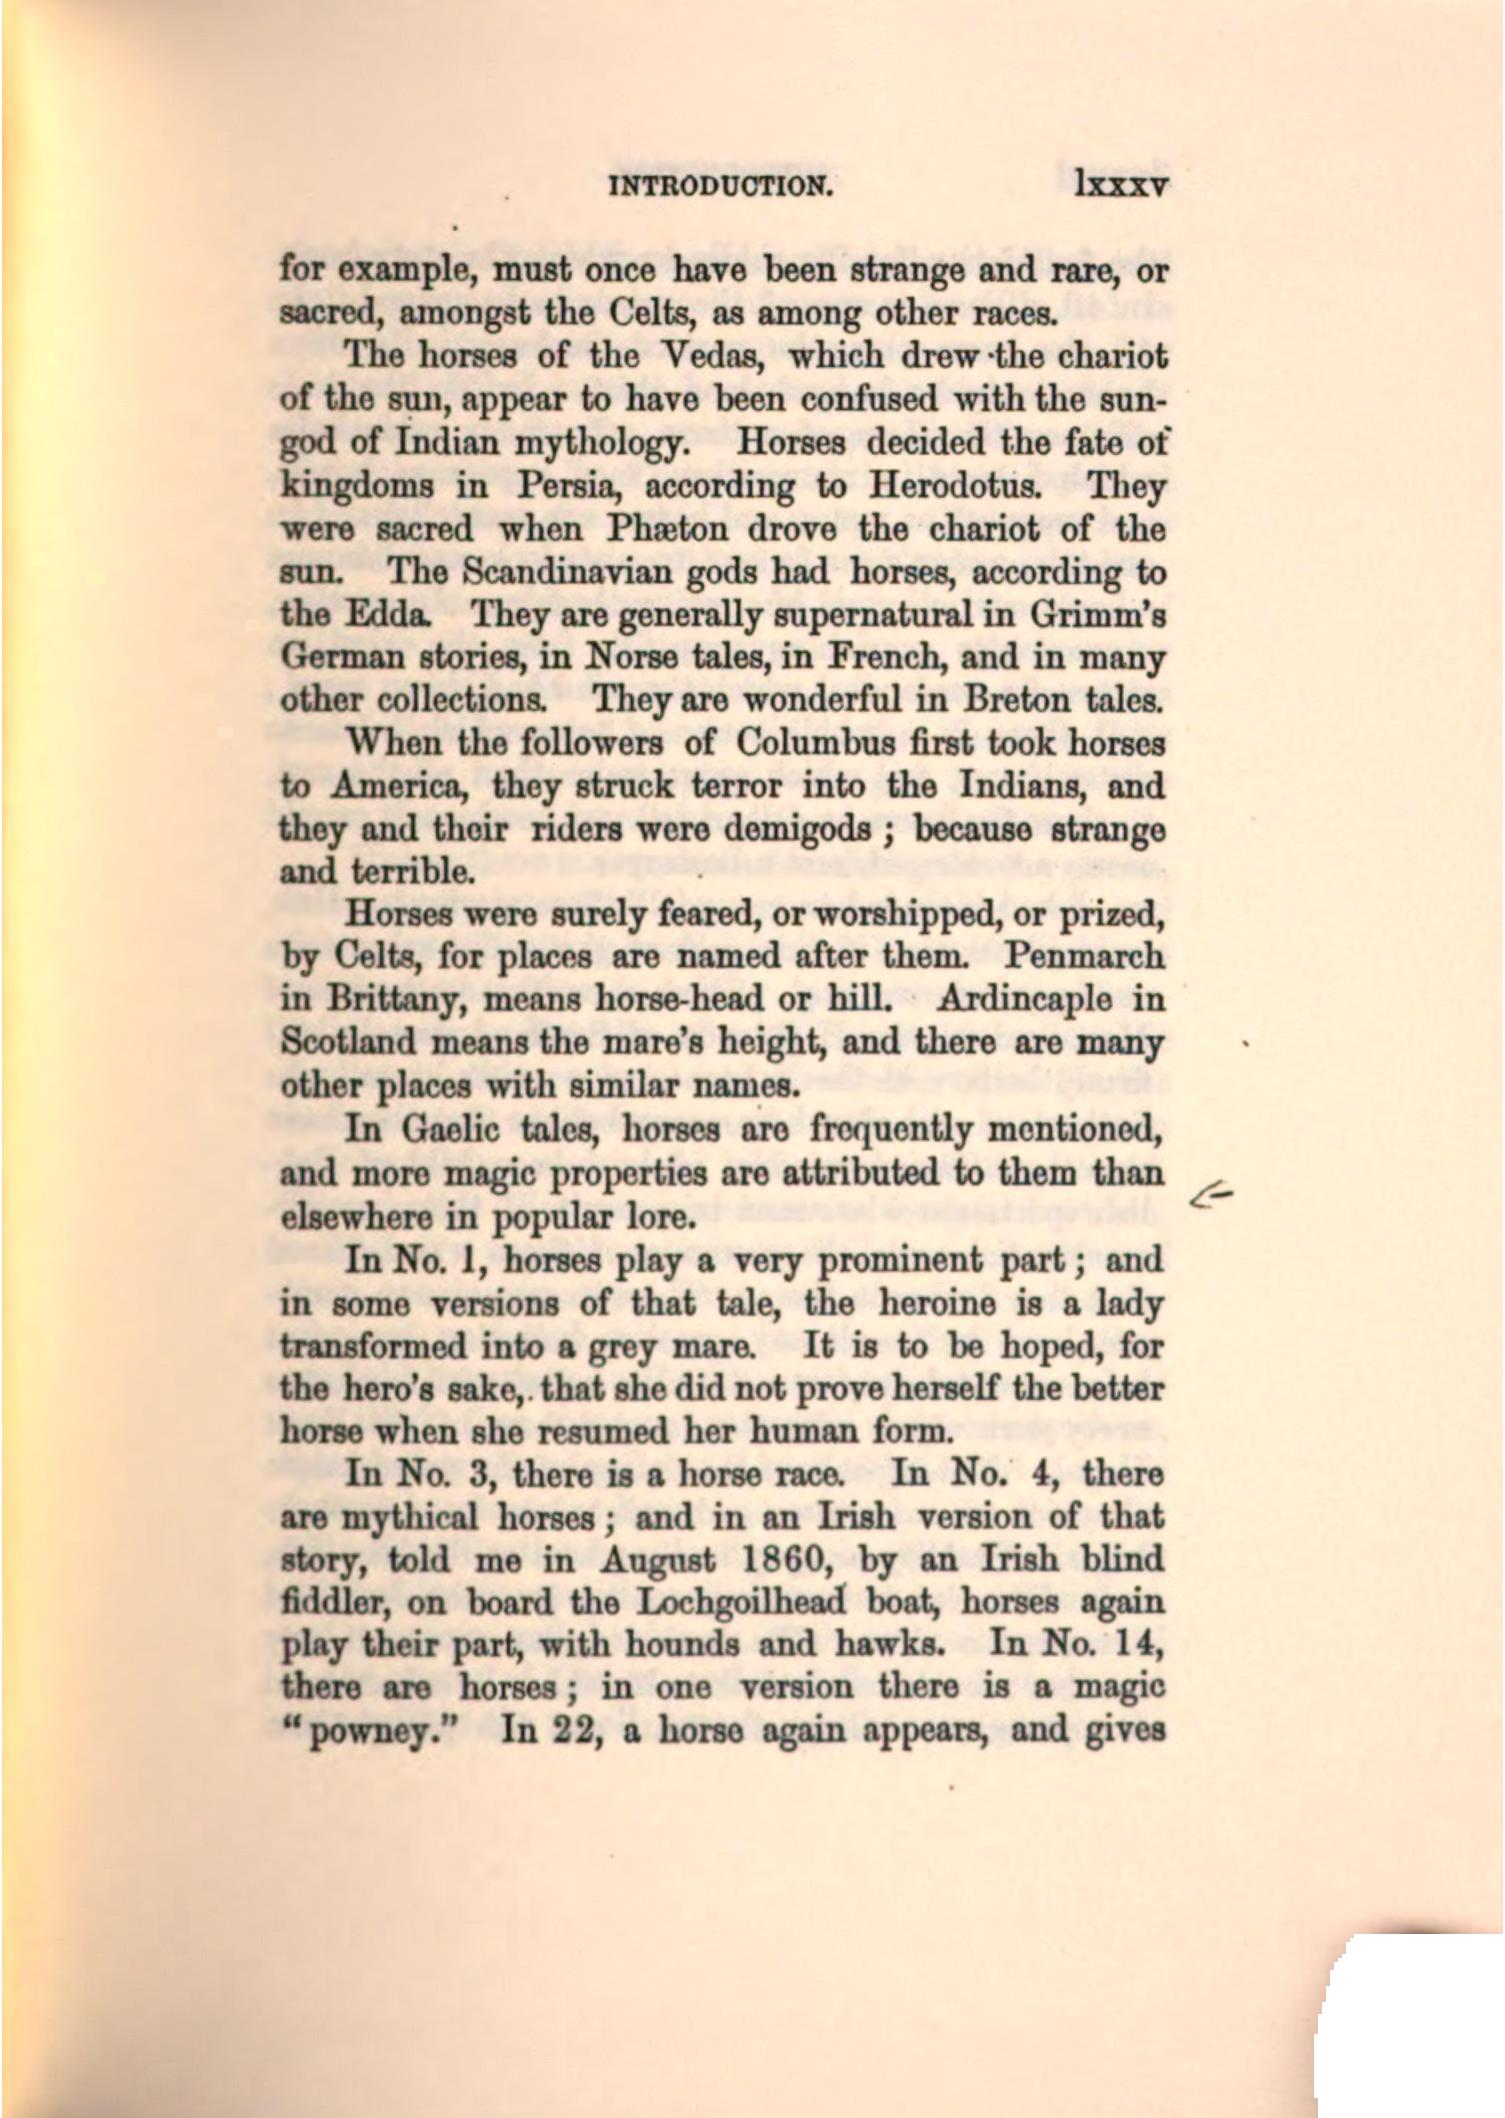 INTRODUCTION. lxxxv
for example, must once have been strange and rare, or
sacred, amongst the Celts, as among other races.
The horses of the Vedas, which drew the chariot
of the sun, appear to have been confused with the sun-
god of Indian mythology. Horses decided the fate of
kingdoms in Persia, according to Herodotus. They
were sacred when Phæton drove the chariot of the
sun. The Scandinavian gods had horses, according to
the Edda. They are generally supernatural in Grimm's
German stories, in Norse tales, in French, and in many
other collections. They are wonderful in Breton tales.
When the followers of Columbus first took horses
to America, they struck terror into the Indians, and
they and their riders were demigods ; because strange
and terrible.
Horses were surely feared, or worshipped, or prized,
by Celts, for places are named after them. Penmarch
in Brittany, means horse-head or hill. Ardincaple in
Scotland means the mare's height, and there are many
other places with similar names.
In Gaelic tales, horses are frequently mentioned,
and more magic properties are attributed to them than
elsewhere in popular lore.
In No. 1, horses play a very prominent part ; and
in some versions of that tale, the heroine is a lady
transformed into a grey mare. It is to be hoped, for
the hero's sake, that she did not prove herself the better
horse when she resumed her human form.
In No. 3, there is a horse race. In No. 4, there
are mythical horses ; and in an Irish version of that
story, told me in August 1860, by an Irish blind
fiddler, on board the Lochgoilhead boat, horses again
play their part, with hounds and hawks. In No. 14,
there are horses ; in one version there is a magic
“powney.” In 22, a horse again appears, and gives